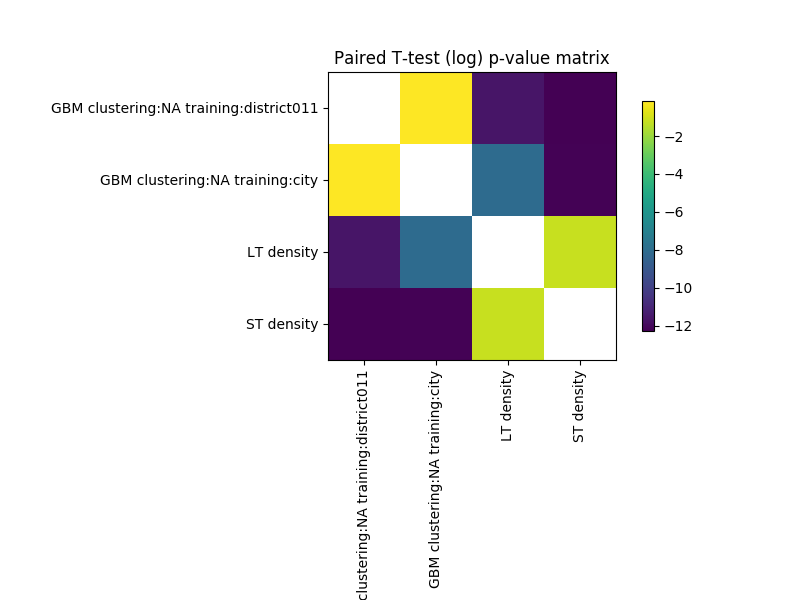 Paired T-test (log) p-value matrix
GBM clustering:NA training:district011
GBM clustering:NA training:city
LT density
ST density
−2
−4
−6
−8
−10
−12
clustering:NA training:district011
GBM clustering:NA training:city
LT density
ST density